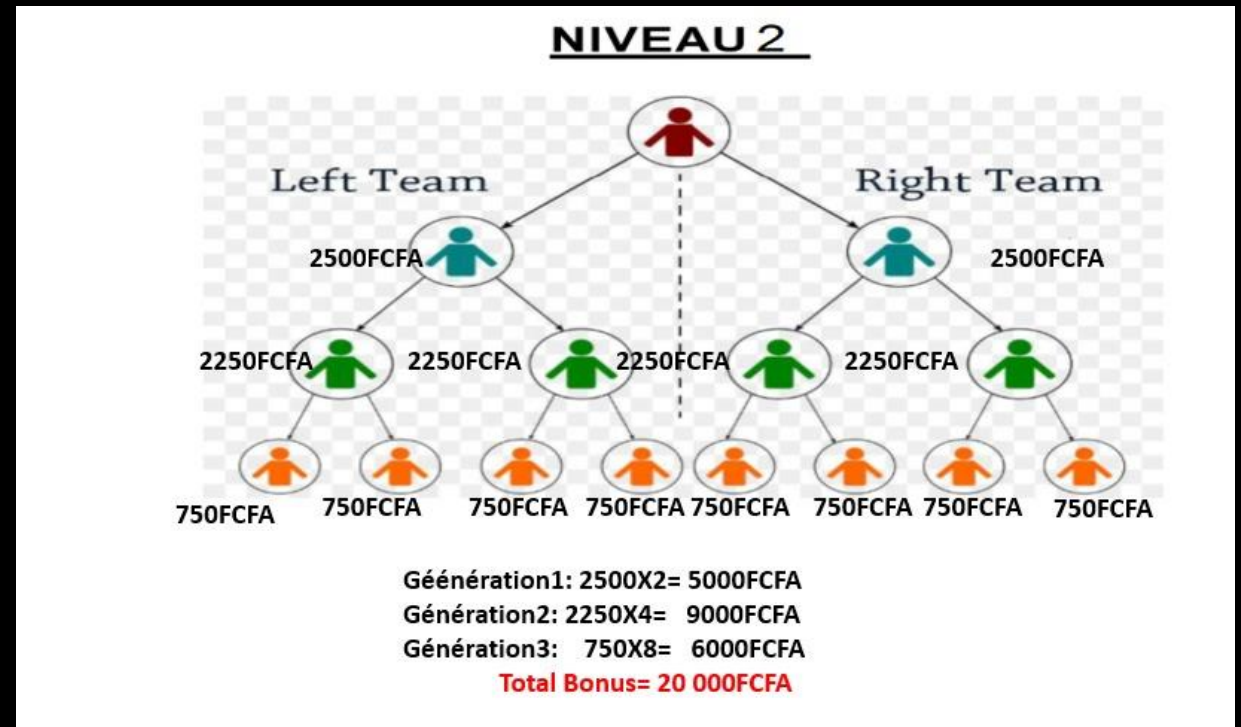 NIVEAU 2
Left Team
Right Team
2500FCFA
2500FCFA
2250FCFA
2250FCFA
2250FCFA
2250FCFA
750FCFA
750FCFA
750FCFA
750FCFA
750FCFA
750FCFA
750FCFA
750FCFA
Géénération1: 2500X2= 5000FCFA
Génération2: 2250X4= 9000FCFA
Génération3: 750X8= 6000FCFA
Total Bonus= 20 000FCFA